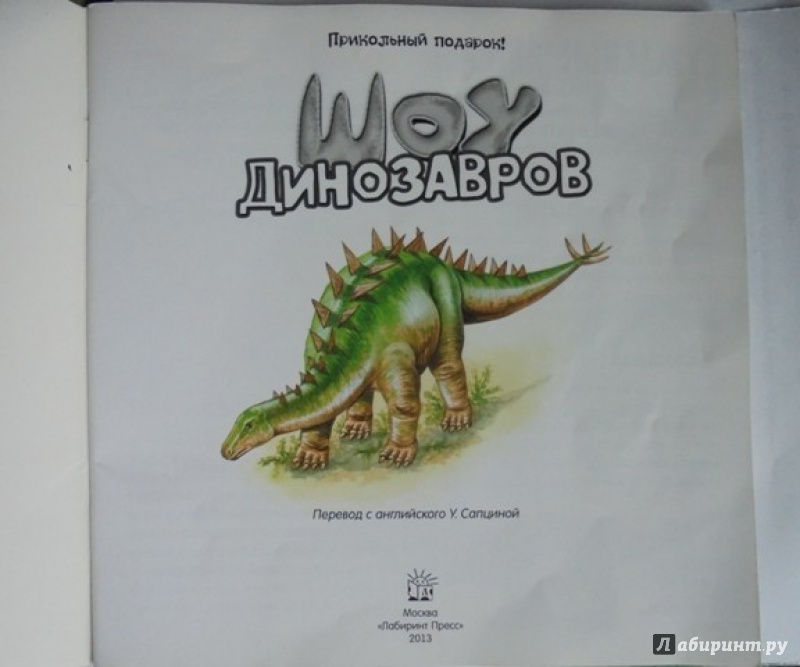 Прикольный подарок!
Шоу
динозавров
Перевод с английского У. Сапциной
Москва
«Лабиринт Пресс»
2013
Лабиринт.ру